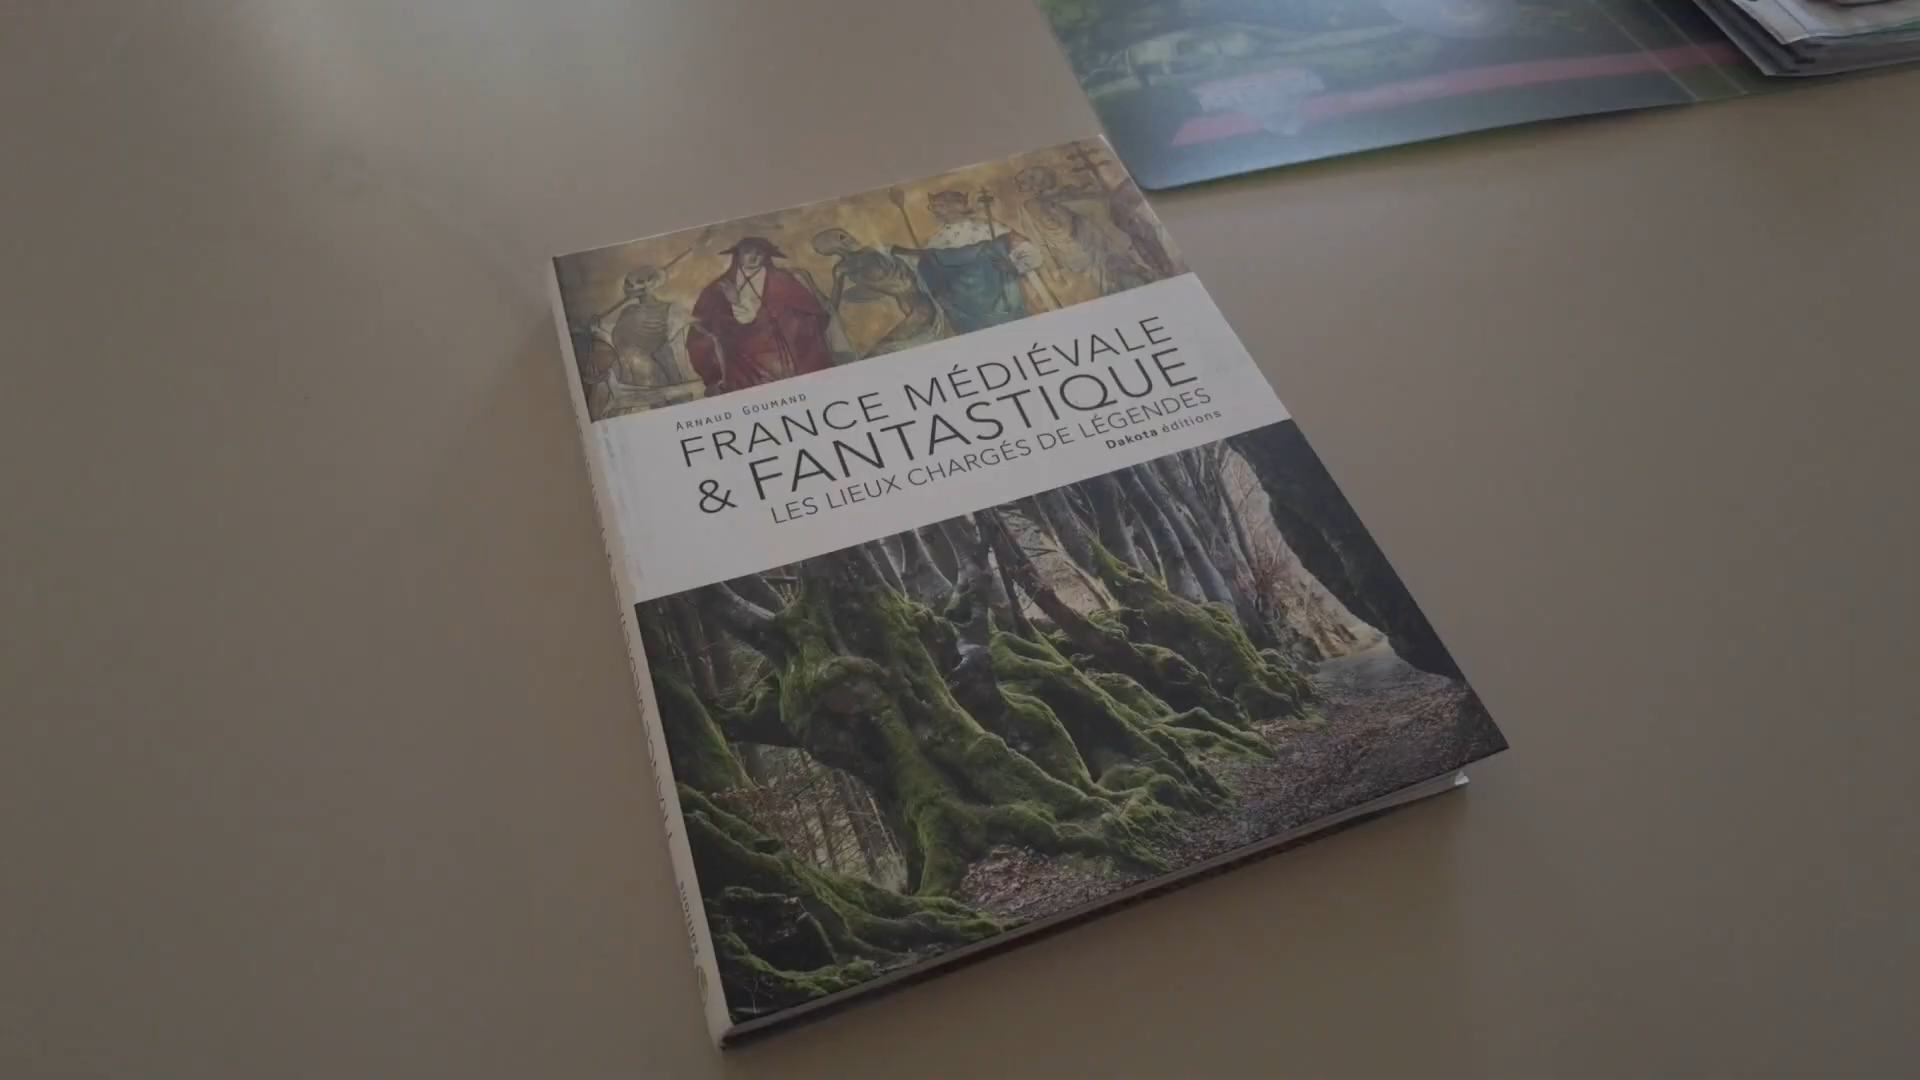 ARNAUD GOUMAND
FRANCE MÉDIÉVALE
& FANTASTIQUE
LES LIEUX CHARGÉS DE LÉGENDES
Dakota éditions